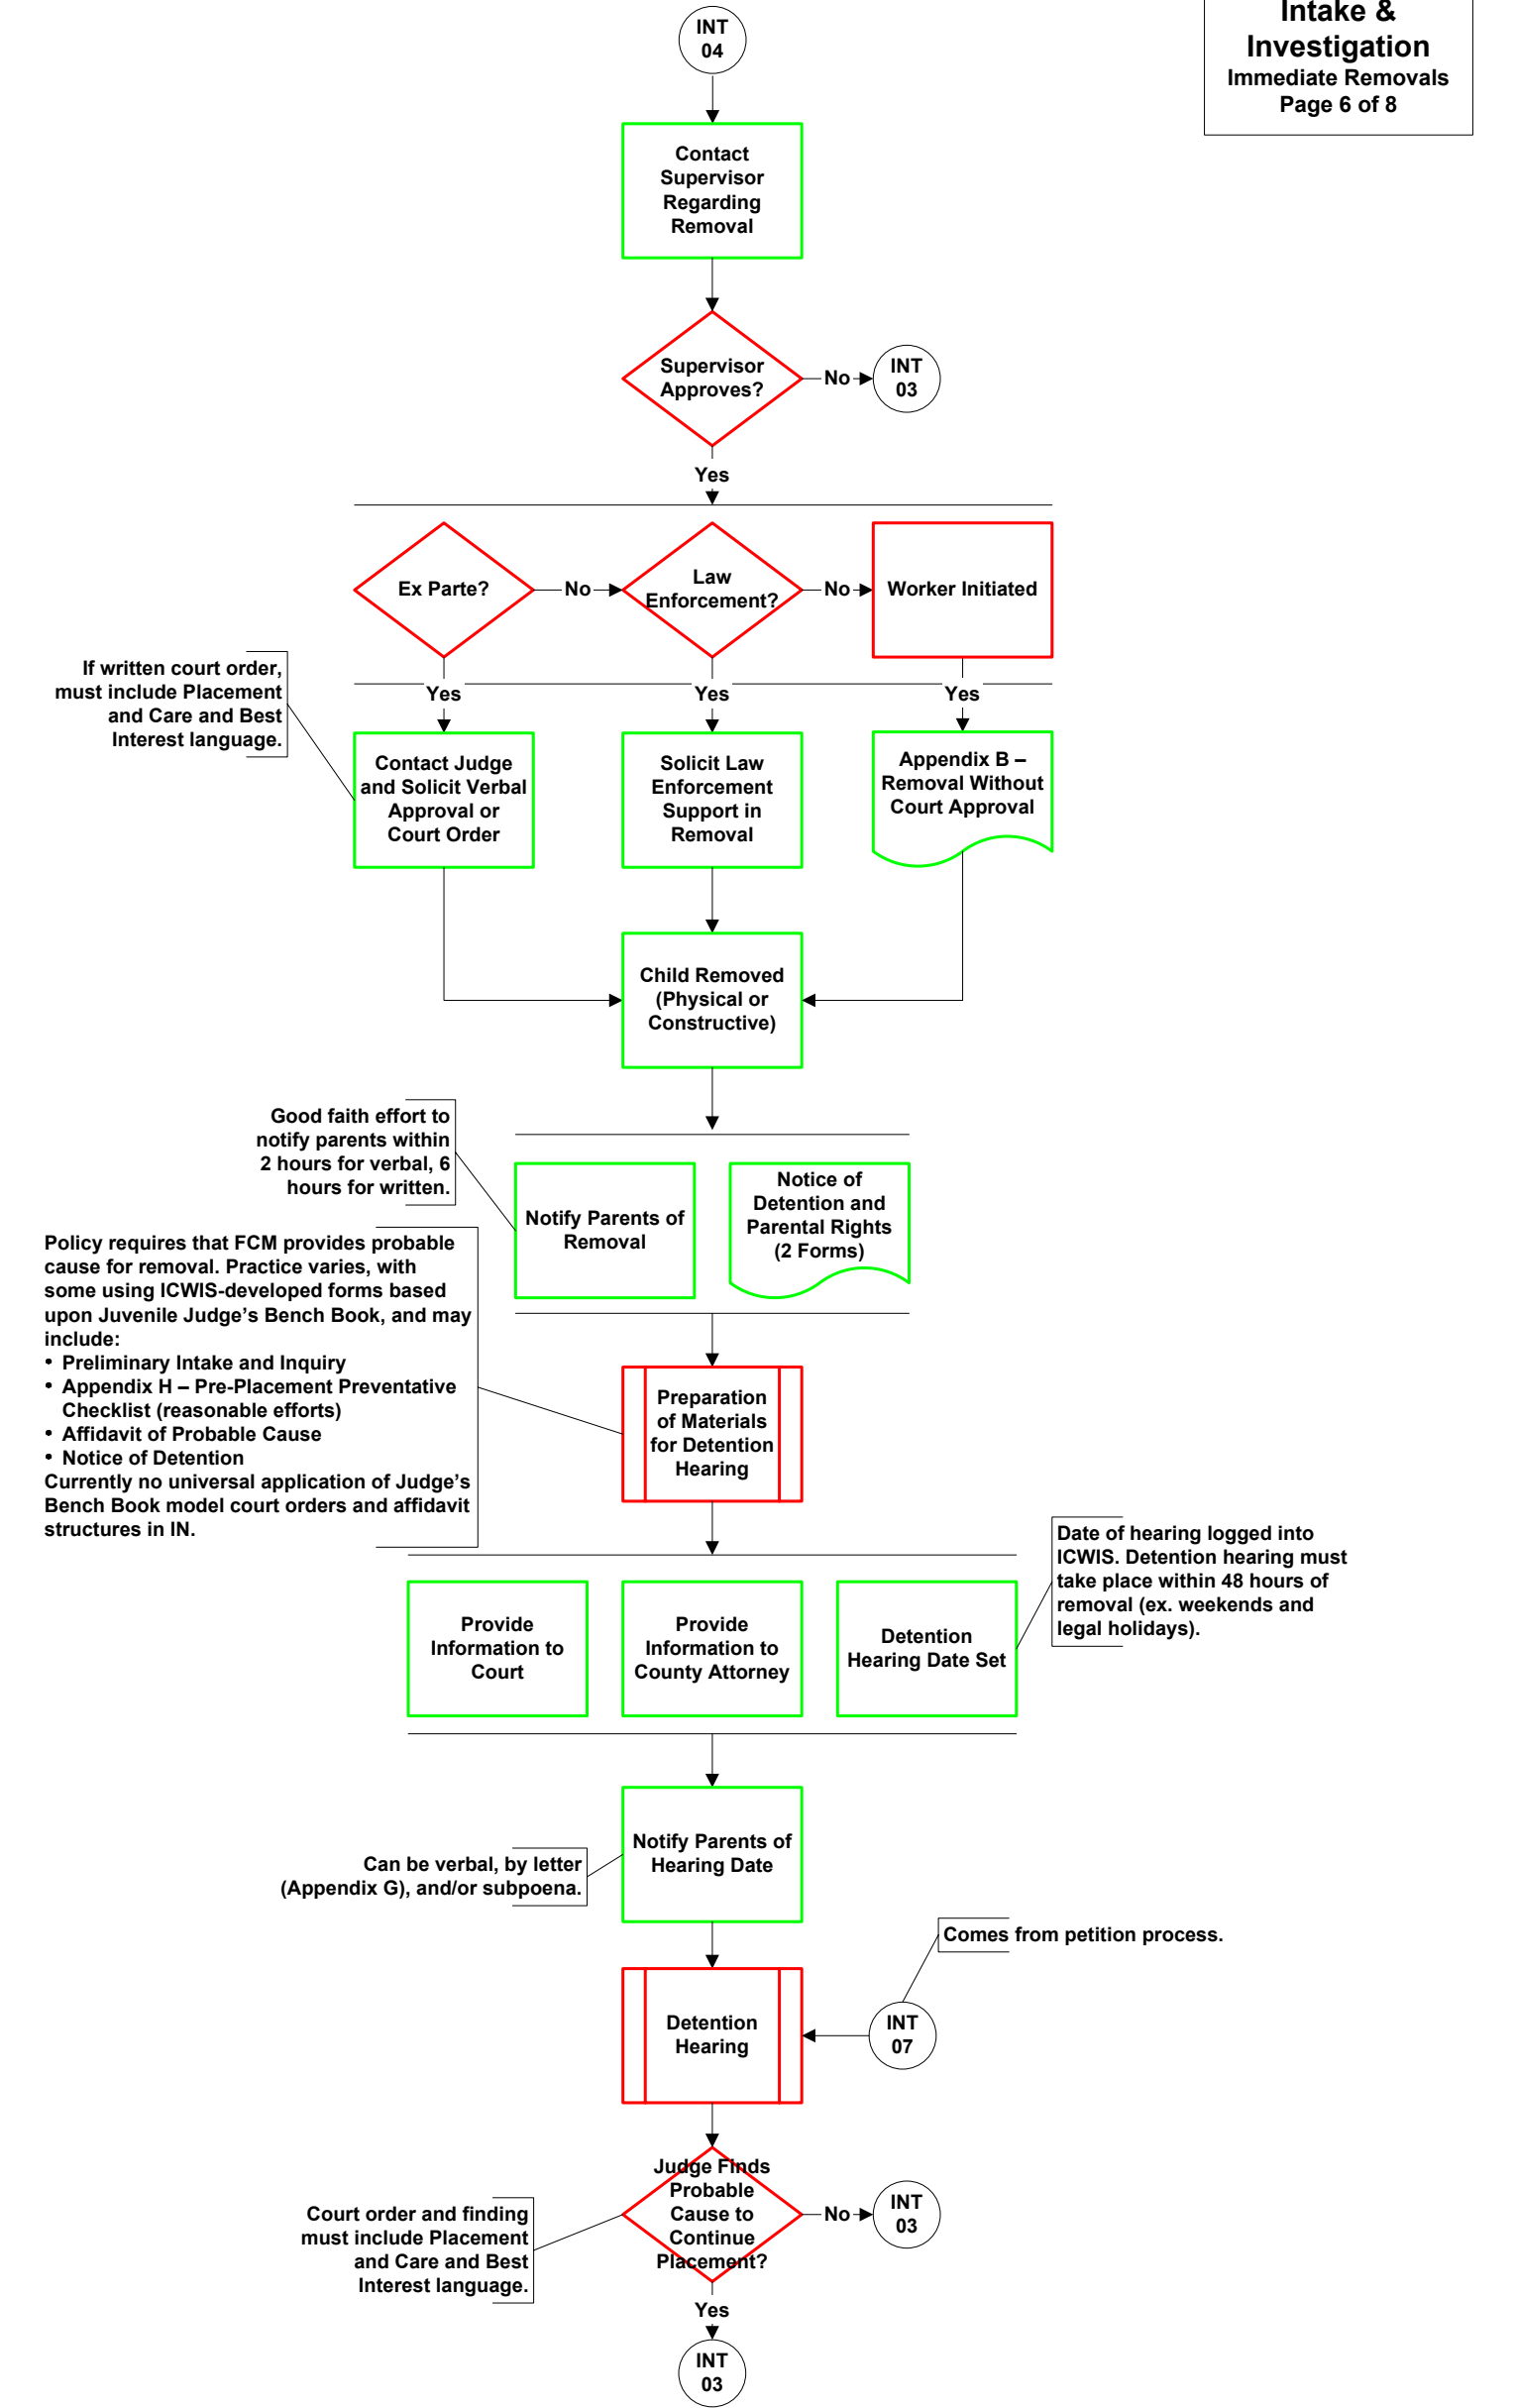 Intake &
Investigation
Immediate Removals
Page 6 of 8
INT
04
Contact
Supervisor
Regarding
Removal
Supervisor
Approves?
No
INT
03
Yes
Ex Parte?
No
Law
Enforcement?
No
Worker Initiated
If written court order,
must include Placement
and Care and Best
Interest language.
Yes
Yes
Yes
Contact Judge
and Solicit Verbal
Approval or
Court Order
Solicit Law
Enforcement
Support in
Removal
Appendix B –
Removal Without
Court Approval
Child Removed
(Physical or
Constructive)
Good faith effort to
notify parents within
2 hours for verbal, 6
hours for written.
Notify Parents of
Removal
Notice of
Detention and
Parental Rights
(2 Forms)
Policy requires that FCM provides probable
cause for removal. Practice varies, with
some using ICWIS-developed forms based
upon Juvenile Judge’s Bench Book, and may
include:
• Preliminary Intake and Inquiry
• Appendix H – Pre-Placement Preventative
Checklist (reasonable efforts)
• Affidavit of Probable Cause
• Notice of Detention
Currently no universal application of Judge’s
Bench Book model court orders and affidavit
structures in IN.
Preparation
of Materials
for Detention
Hearing
Provide
Information to
Court
Provide
Information to
County Attorney
Detention
Hearing Date Set
Date of hearing logged into
ICWIS. Detention hearing must
take place within 48 hours of
removal (ex. weekends and
legal holidays).
Notify Parents of
Hearing Date
Can be verbal, by letter
(Appendix G), and/or subpoena.
Comes from petition process.
Detention
Hearing
INT
07
Judge Finds
Probable
Cause to
Continue
Placement?
No
INT
03
Court order and finding
must include Placement
and Care and Best
Interest language.
Yes
INT
03